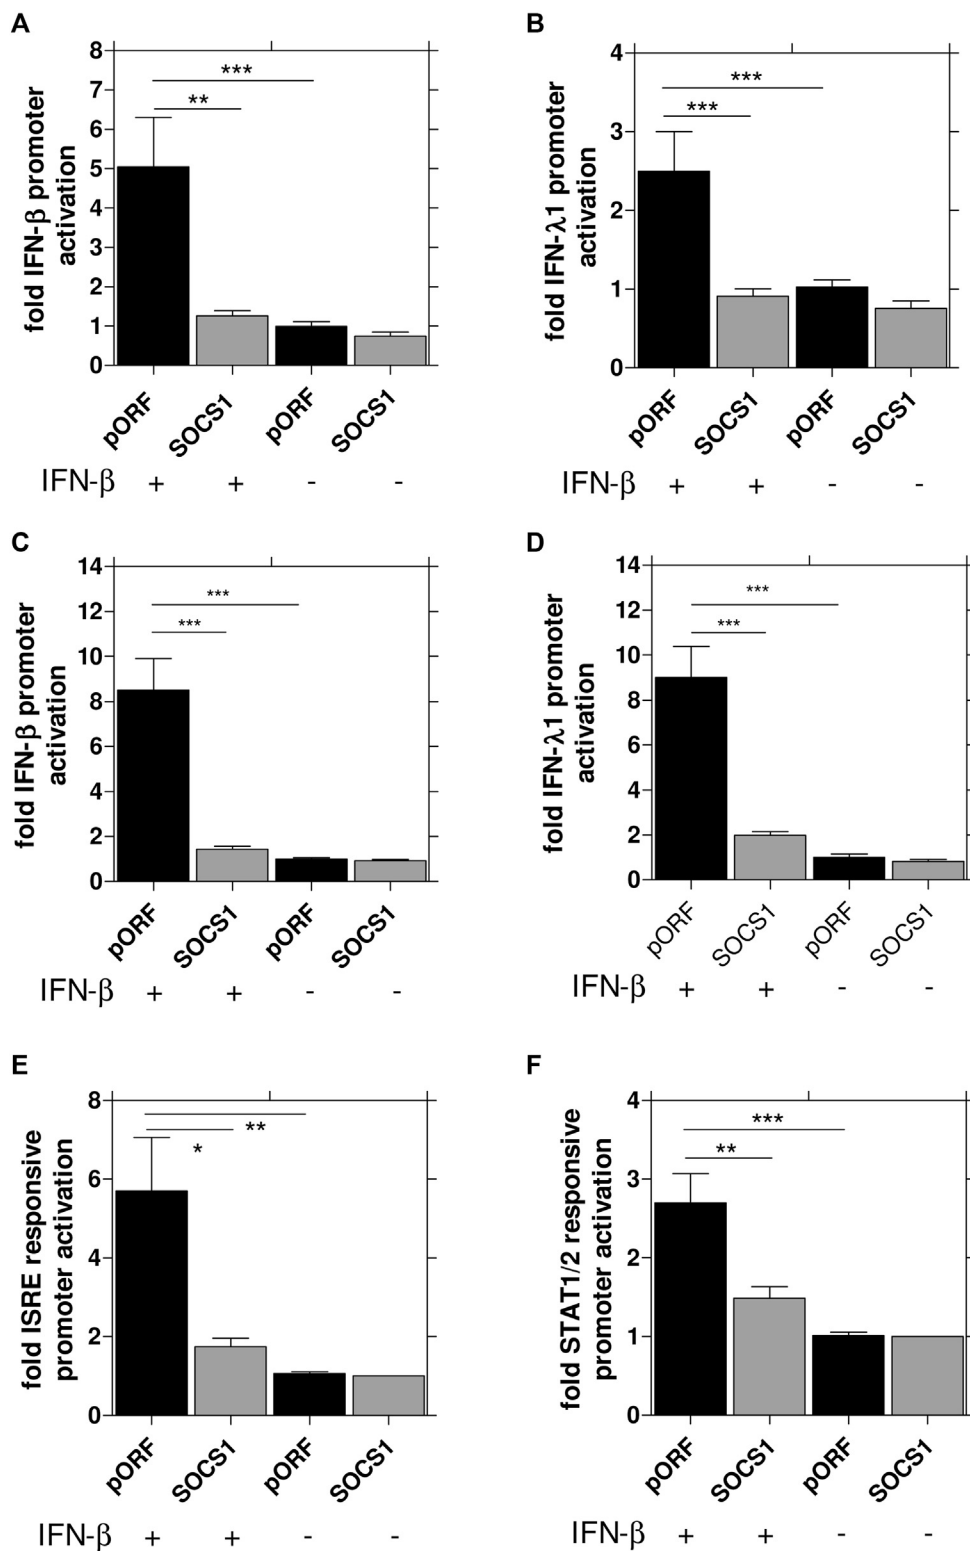 A
fold IFN-β promoter
activation
8
7
6
5
4
3
2
1
0
***
**
pORF
SOCS1
pORF
SOCS1
IFN-β + + - -
B
fold IFN-λ1 promoter
activation
4
3
2
1
0
***
***
pORF
SOCS1
pORF
SOCS1
IFN-β + + - -
C
fold IFN-β promoter
activation
14
12
10
8
6
4
2
0
***
***
pORF
SOCS1
pORF
SOCS1
IFN-β + + - -
D
fold IFN-λ1 promoter
activation
14
12
10
8
6
4
2
0
***
***
pORF
SOCS1
pORF
SOCS1
IFN-β + + - -
E
fold ISRE responsive
promoter activation
8
6
4
2
0
**
*
pORF
SOCS1
pORF
SOCS1
IFN-β + + - -
F
fold STAT1/2 responsive
promoter activation
4
3
2
1
0
***
**
pORF
SOCS1
pORF
SOCS1
IFN-β + + - -